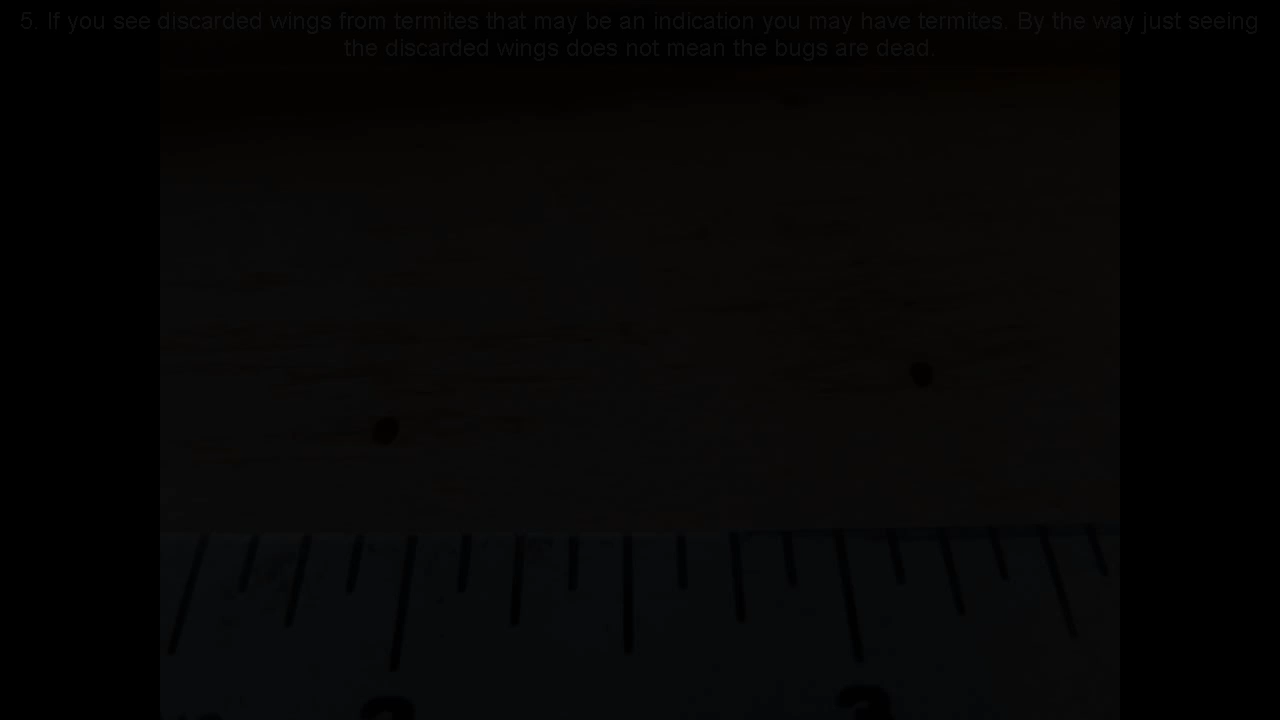 5. If you see discarded wings from termites that may be an indication you may have termites. By the way just seeing
the discarded wings does not mean the bugs are dead.